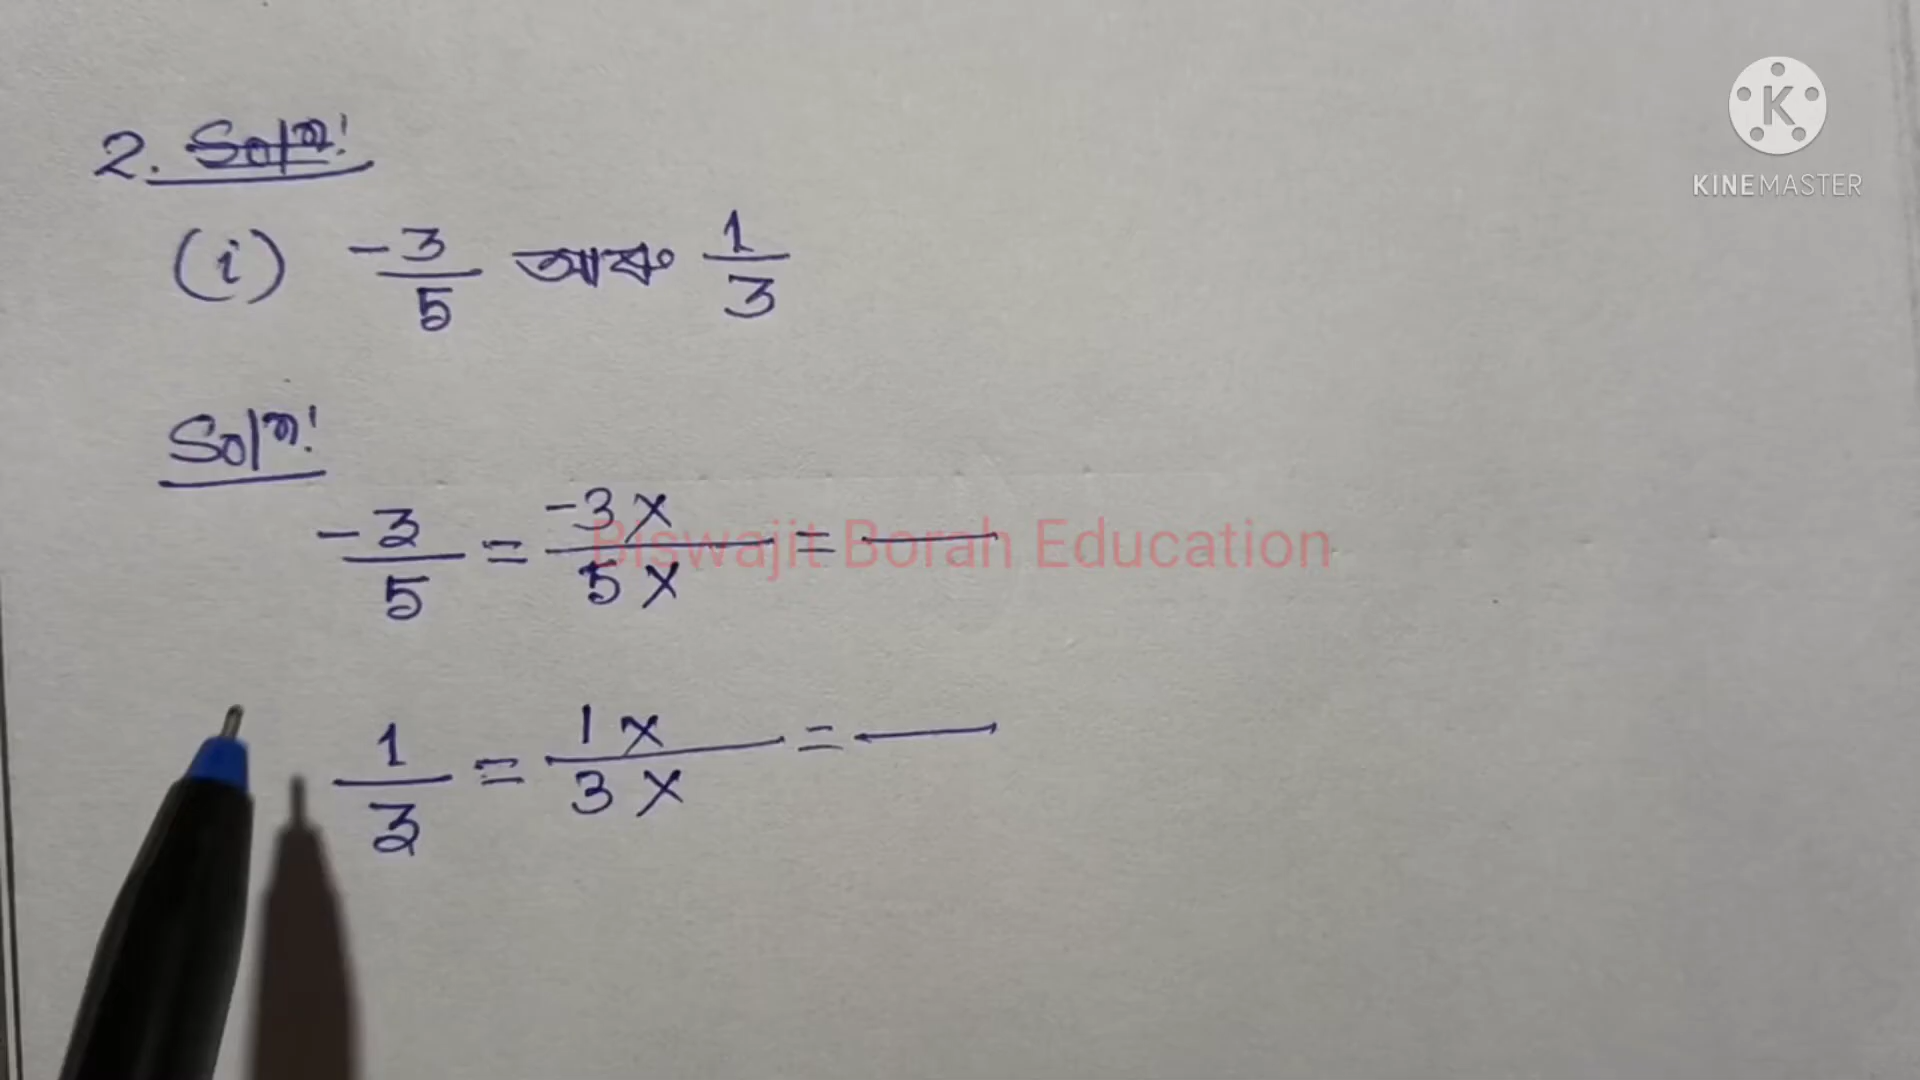 2. Soln:
KINEMASTER
(i) -3/5 আৰু 1/3
Soln:
-3/5 = -3×/5× = —
Biswajit Borah Education
1/3 = 1×/3× = —